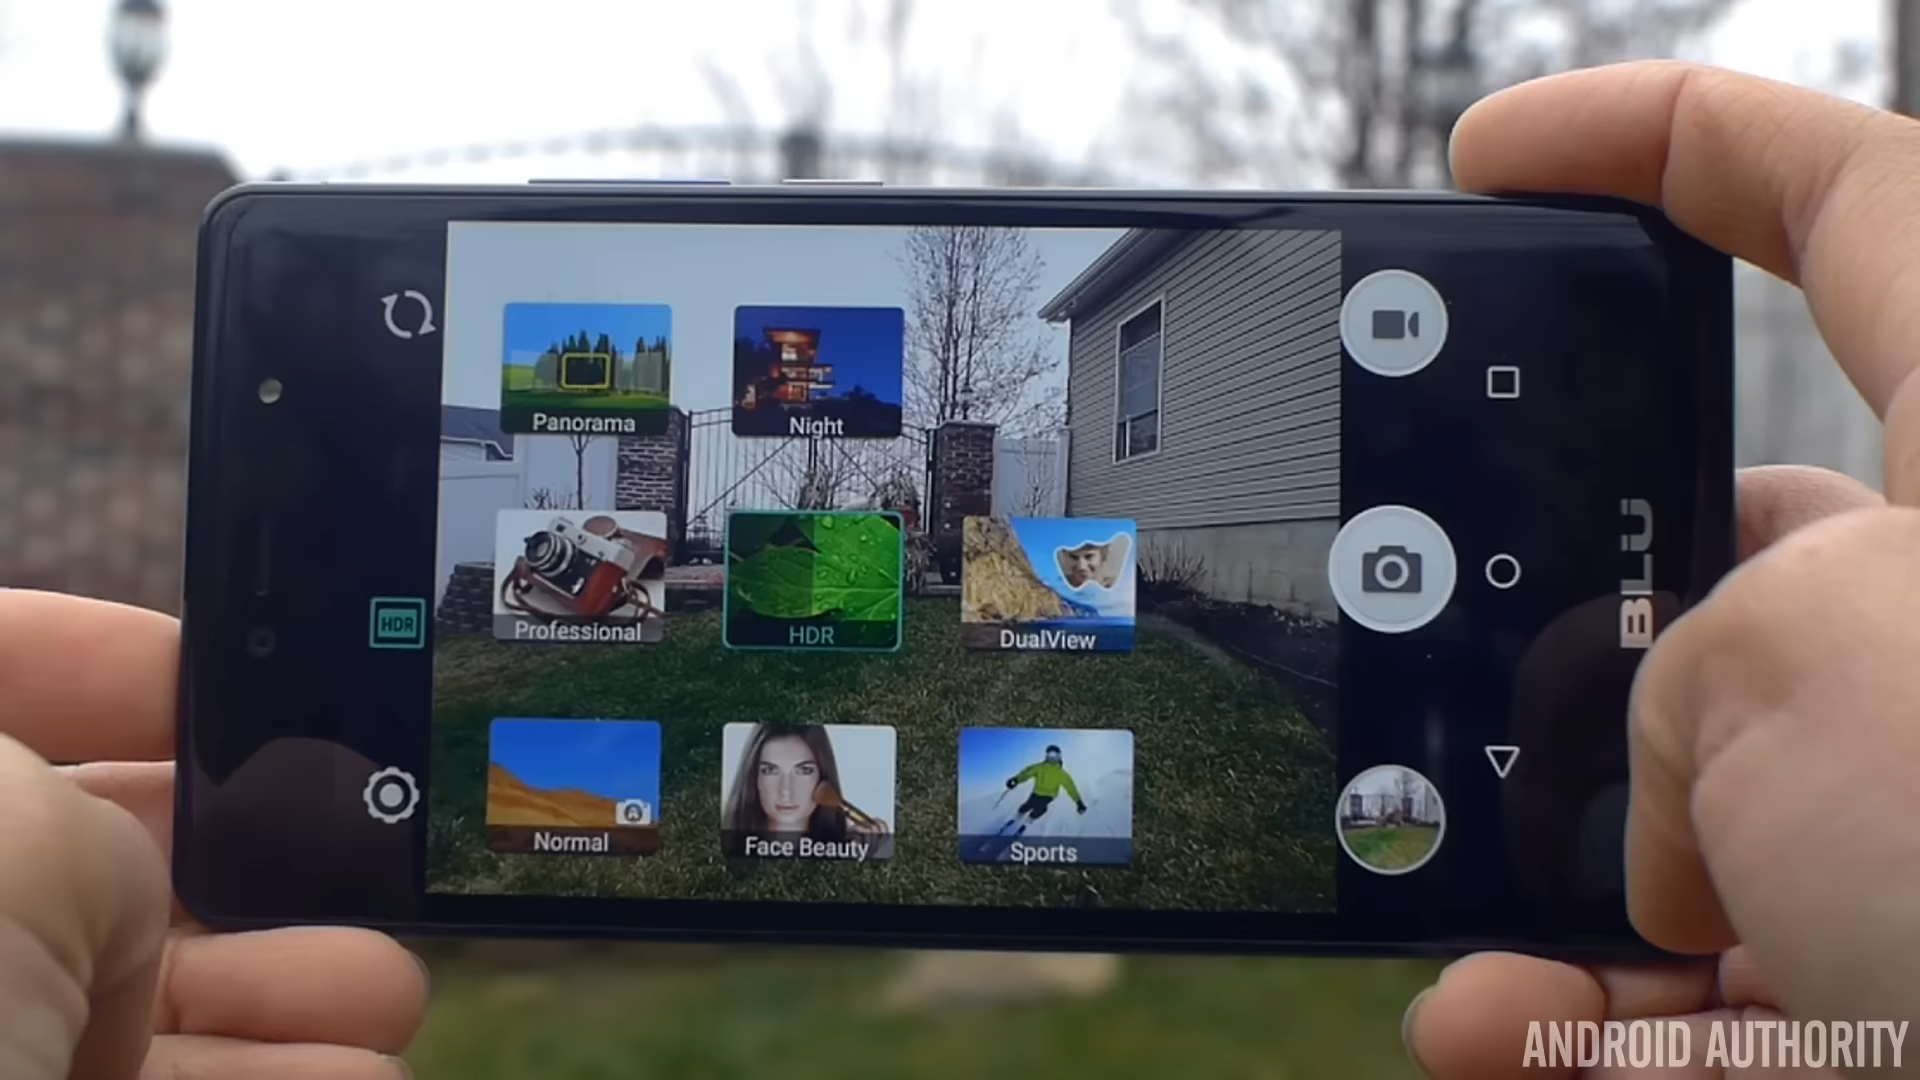 Panorama
Night
Professional
HDR
DualView
HDR
Normal
Face Beauty
Sports
A
BLU
ANDROID AUTHORITY